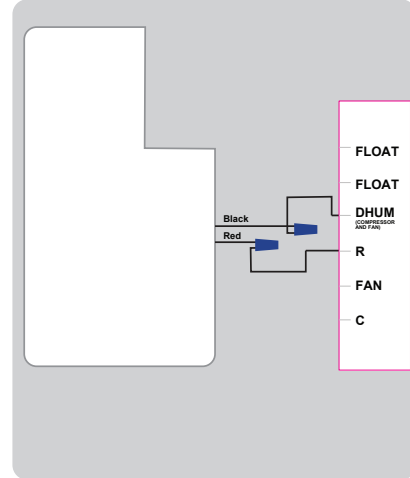 FLOAT
FLOAT
DHUM
(COMPRESSOR
AND FAN)
Black
Red
R
FAN
C